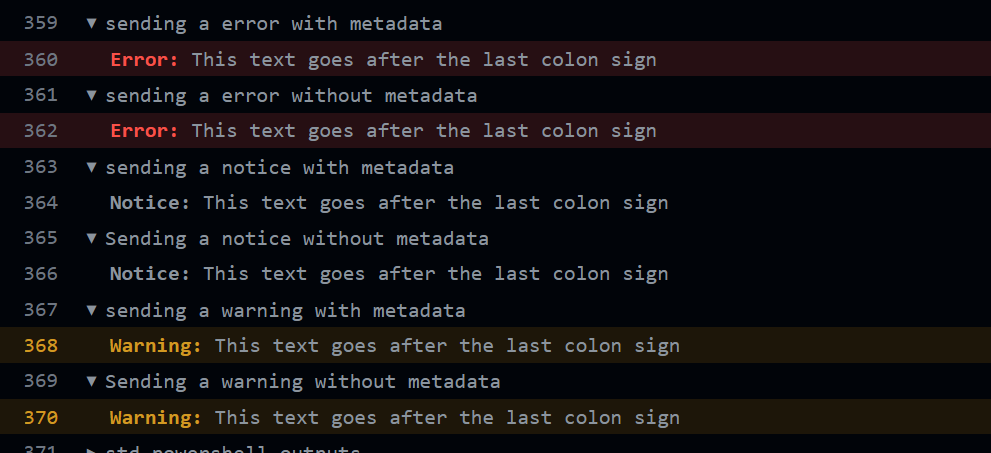 359 ▼ sending a error with metadata
360 Error: This text goes after the last colon sign
361 ▼ sending a error without metadata
362 Error: This text goes after the last colon sign
363 ▼ sending a notice with metadata
364 Notice: This text goes after the last colon sign
365 ▼ Sending a notice without metadata
366 Notice: This text goes after the last colon sign
367 ▼ sending a warning with metadata
368 Warning: This text goes after the last colon sign
369 ▼ Sending a warning without metadata
370 Warning: This text goes after the last colon sign
371 ▶ std powershell outputs